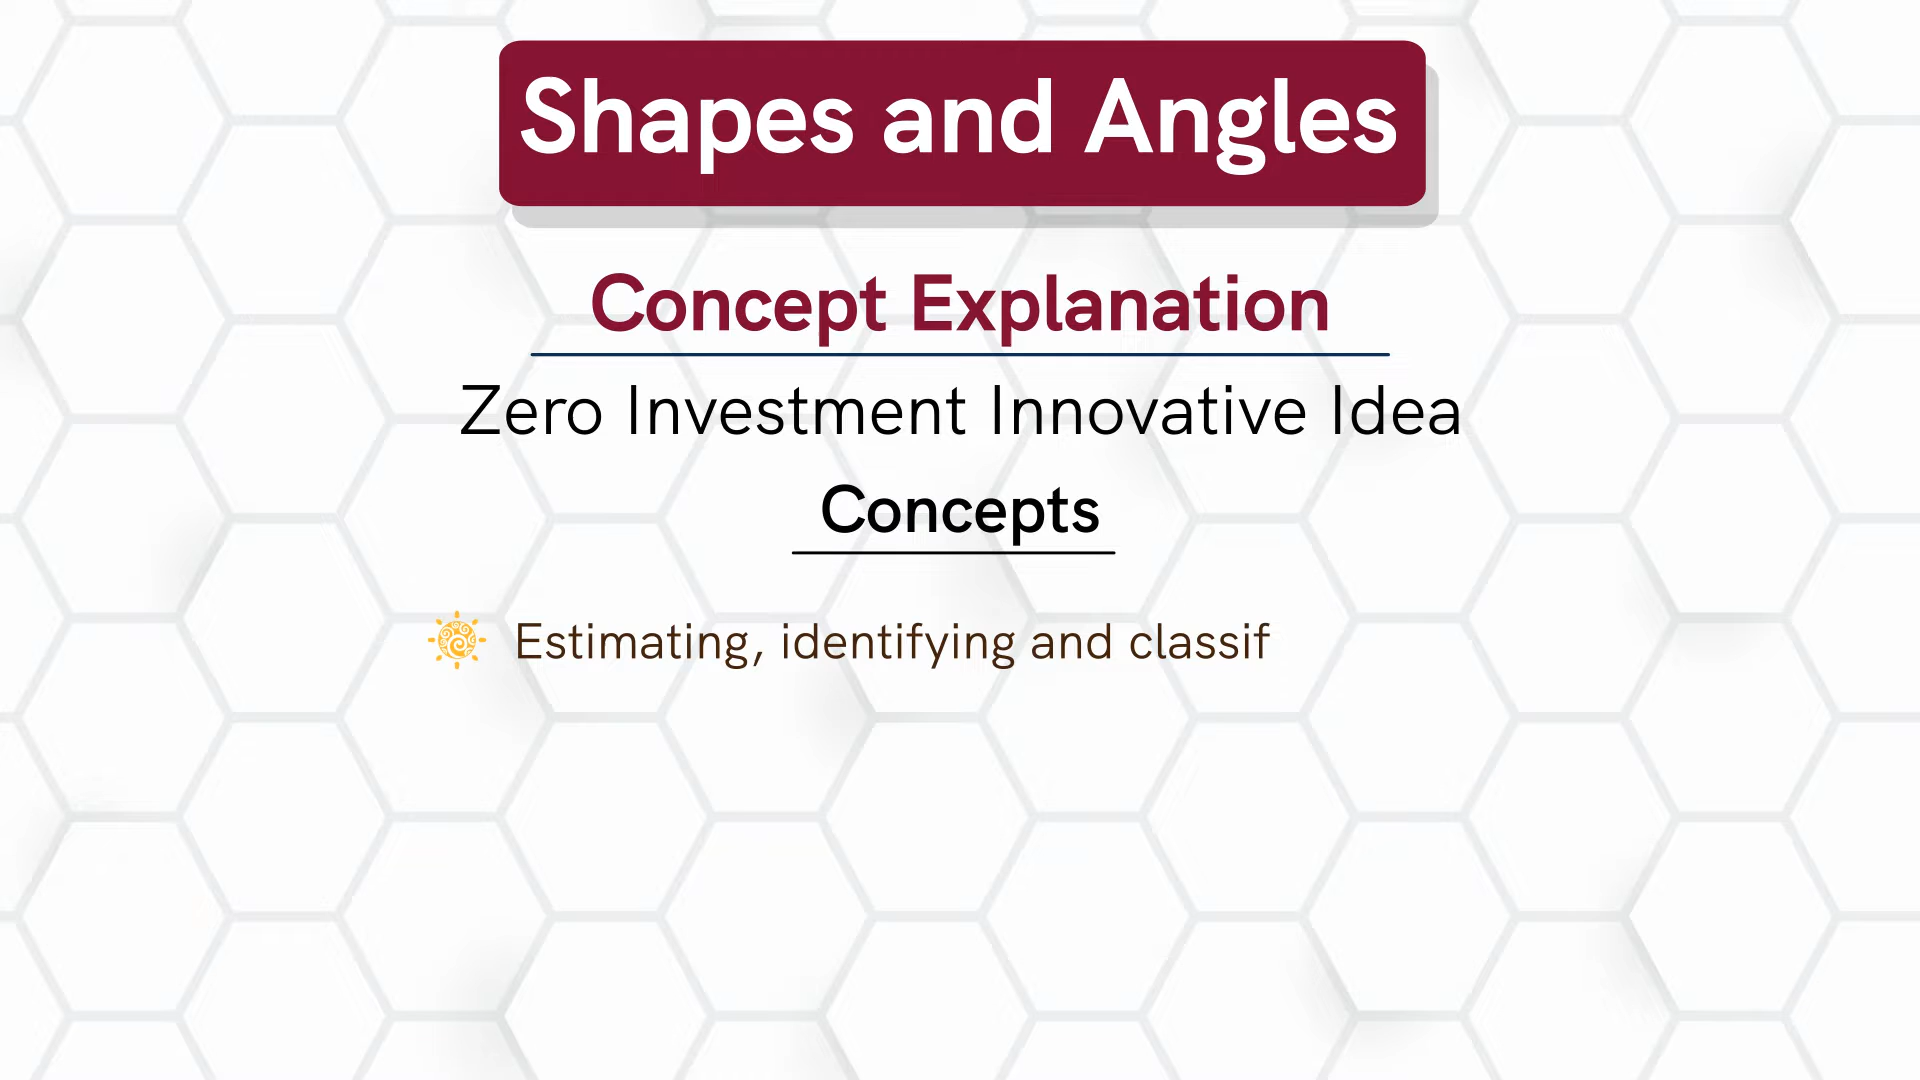 Shapes and Angles
Concept Explanation
Zero Investment Innovative Idea
Concepts
Estimating, identifying and classif